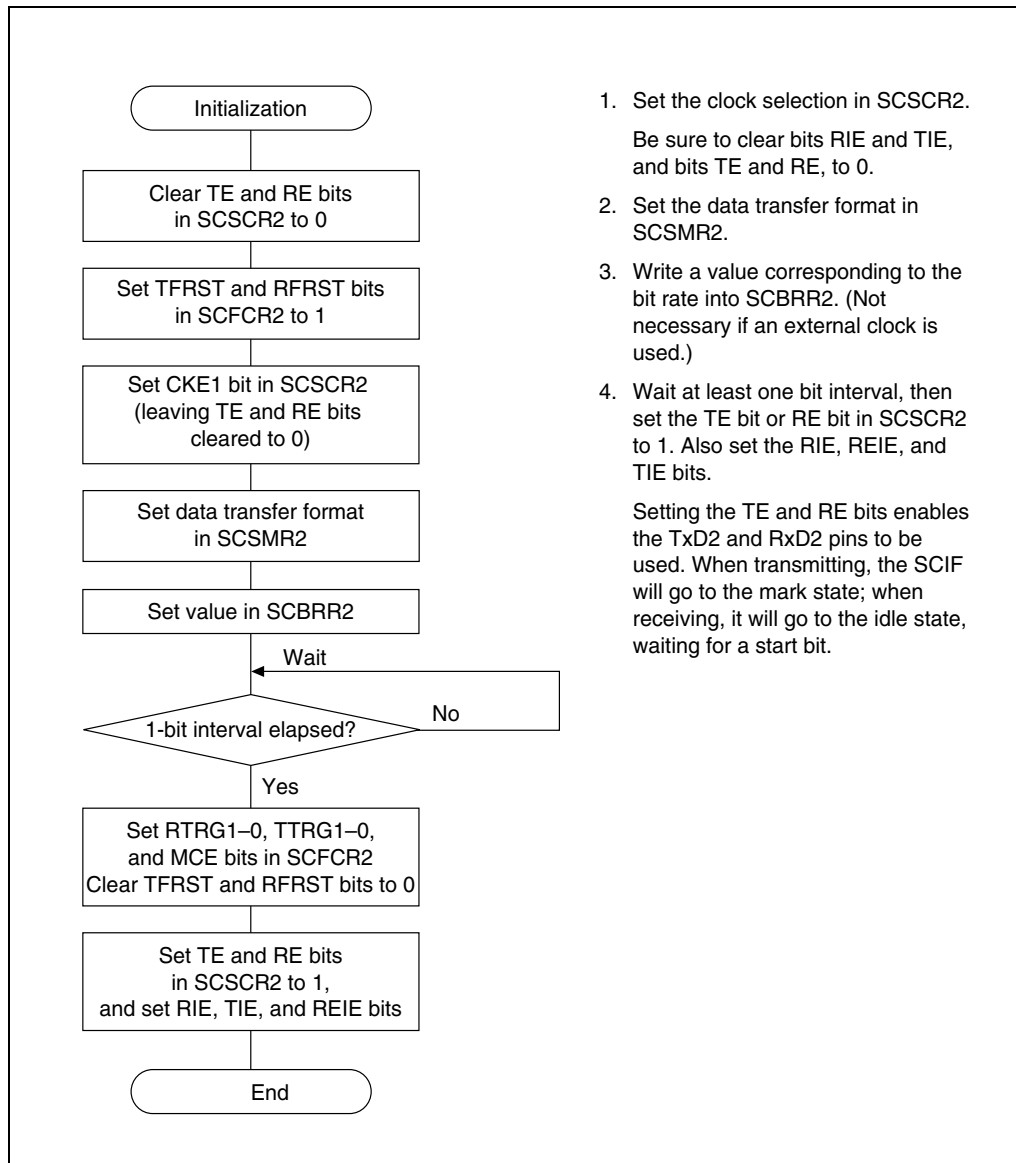 Initialization
Clear TE and RE bits
in SCSCR2 to 0
Set TFRST and RFRST bits
in SCFCR2 to 1
Set CKE1 bit in SCSCR2
(leaving TE and RE bits
cleared to 0)
Set data transfer format
in SCSMR2
Set value in SCBRR2
Wait
1-bit interval elapsed?
No
Yes
Set RTRG1–0, TTRG1–0,
and MCE bits in SCFCR2
Clear TFRST and RFRST bits to 0
Set TE and RE bits
in SCSCR2 to 1,
and set RIE, TIE, and REIE bits
End
1. Set the clock selection in SCSCR2.
Be sure to clear bits RIE and TIE,
and bits TE and RE, to 0.
2. Set the data transfer format in
SCSMR2.
3. Write a value corresponding to the
bit rate into SCBRR2. (Not
necessary if an external clock is
used.)
4. Wait at least one bit interval, then
set the TE bit or RE bit in SCSCR2
to 1. Also set the RIE, REIE, and
TIE bits.
Setting the TE and RE bits enables
the TxD2 and RxD2 pins to be
used. When transmitting, the SCIF
will go to the mark state; when
receiving, it will go to the idle state,
waiting for a start bit.